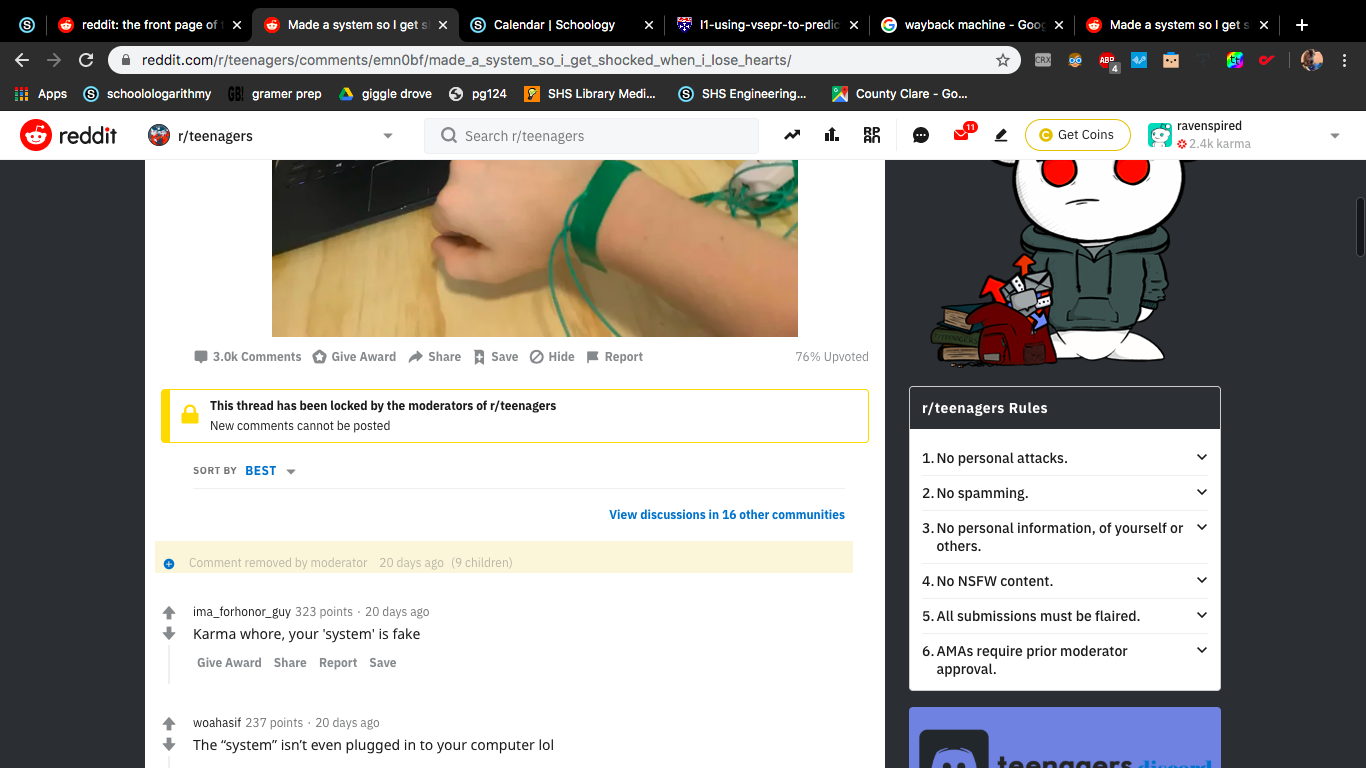 reddit: the front page of
Made a system so I get s
Calendar | Schoology
l1-using-vsepr-to-predic
wayback machine - Goo
Made a system so I get s
reddit.com/r/teenagers/comments/emn0bf/made_a_system_so_i_get_shocked_when_i_lose_hearts/
CRX
ABP
4
Apps
schoolologarithmy
GB!
gramer prep
giggle drove
pg124
SHS Library Medi...
SHS Engineering...
County Clare - Go...
reddit
r/teenagers
Search r/teenagers
11
Get Coins
ravenspired
2.4k karma
3.0k Comments
Give Award
Share
Save
Hide
Report
76% Upvoted
This thread has been locked by the moderators of r/teenagers
New comments cannot be posted
SORT BY BEST
View discussions in 16 other communities
Comment removed by moderator 20 days ago (9 children)
ima_forhonor_guy 323 points · 20 days ago
Karma whore, your 'system' is fake
Give Award Share Report Save
woahasif 237 points · 20 days ago
The “system” isn’t even plugged in to your computer lol
r/teenagers Rules
1. No personal attacks.
2. No spamming.
3. No personal information, of yourself or
others.
4. No NSFW content.
5. All submissions must be flaired.
6. AMAs require prior moderator
approval.
teenagers discord